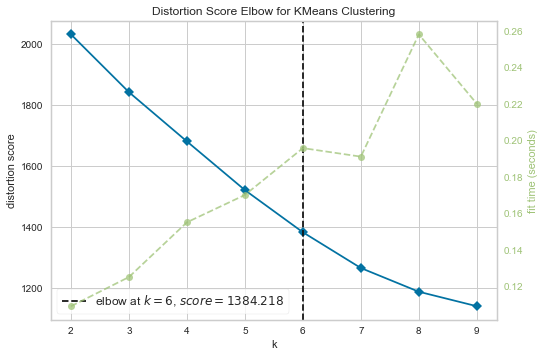 Distortion Score Elbow for KMeans Clustering
distortion score
2000
1800
1600
1400
1200
0.26
0.24
0.22
0.20
0.18
0.16
0.14
0.12
fit time (seconds)
elbow at k = 6, score = 1384.218
2 3 4 5 6 7 8 9
k